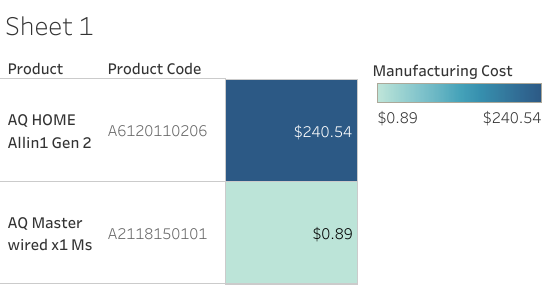 Sheet 1
Product Product Code
Manufacturing Cost
$0.89 $240.54
AQ HOME
Allin1 Gen 2
A6120110206
$240.54
AQ Master
wired x1 Ms
A2118150101
$0.89